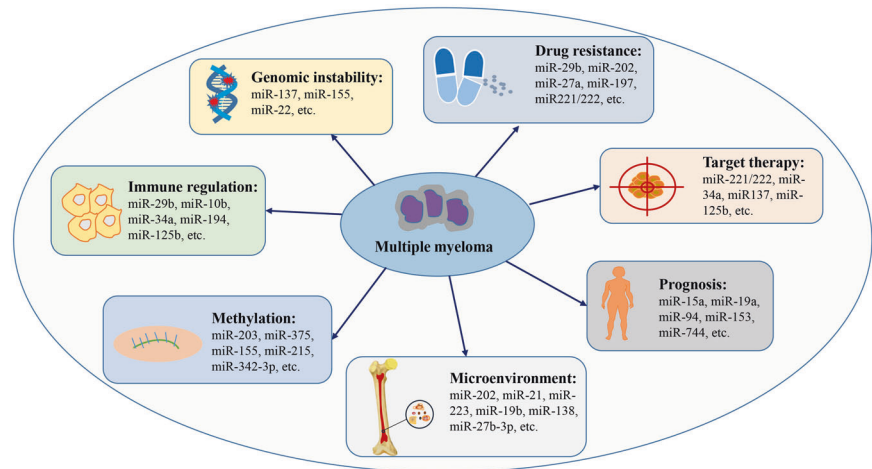 Drug resistance:
miR-29b, miR-202,
miR-27a, miR-197,
miR221/222, etc.
Genomic instability:
miR-137, miR-155,
miR-22, etc.
Target therapy:
miR-221/222, miR-
34a, miR137, miR-
125b, etc.
Immune regulation:
miR-29b, miR-10b,
miR-34a, miR-194,
miR-125b, etc.
Multiple myeloma
Prognosis:
miR-15a, miR-19a,
miR-94, miR-153,
miR-744, etc.
Methylation:
miR-203, miR-375,
miR-155, miR-215,
miR-342-3p, etc.
Microenvironment:
miR-202, miR-21, miR-
223, miR-19b, miR-138,
miR-27b-3p, etc.